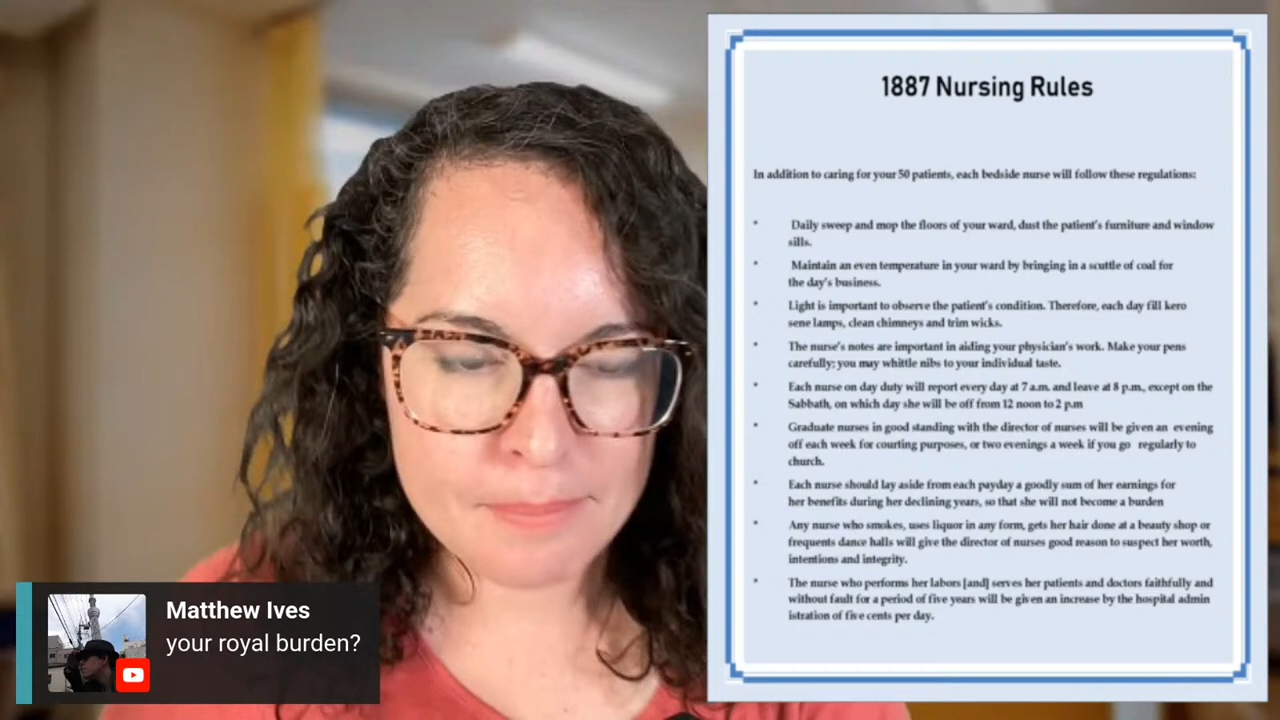 1887 Nursing Rules
In addition to caring for your 50 patients, each bedside nurse will follow these regulations:
* Daily sweep and mop the floors of your ward, dust the patient's furniture and window
sills.
* Maintain an even temperature in your ward by bringing in a scuttle of coal for
the day's business.
* Light is important to observe the patient's condition. Therefore, each day fill kero
sene lamps, clean chimneys and trim wicks.
* The nurse's notes are important in aiding your physician's work. Make your pens
carefully; you may whittle nibs to your individual taste.
* Each nurse on day duty will report every day at 7 a.m. and leave at 8 p.m., except on the
Sabbath, on which day she will be off from 12 noon to 2 p.m
* Graduate nurses in good standing with the director of nurses will be given an evening
off each week for courting purposes, or two evenings a week if you go regularly to
church.
* Each nurse should lay aside from each payday a goodly sum of her earnings for
her benefits during her declining years, so that she will not become a burden
* Any nurse who smokes, uses liquor in any form, gets her hair done at a beauty shop or
frequents dance halls will give the director of nurses good reason to suspect her worth,
intentions and integrity.
* The nurse who performs her labors [and] serves her patients and doctors faithfully and
without fault for a period of five years will be given an increase by the hospital admin
istration of five cents per day.
Matthew Ives
your royal burden?